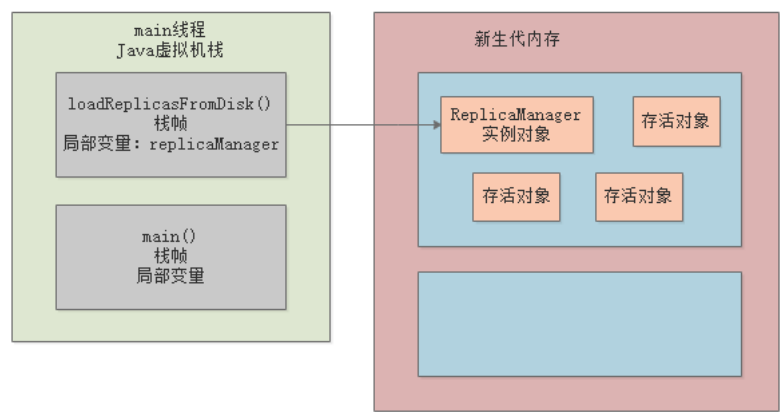 main线程
Java虚拟机栈
loadReplicasFromDisk()
栈帧
局部变量：replicaManager
main()
栈帧
局部变量
新生代内存
ReplicaManager
实例对象
存活对象
存活对象
存活对象